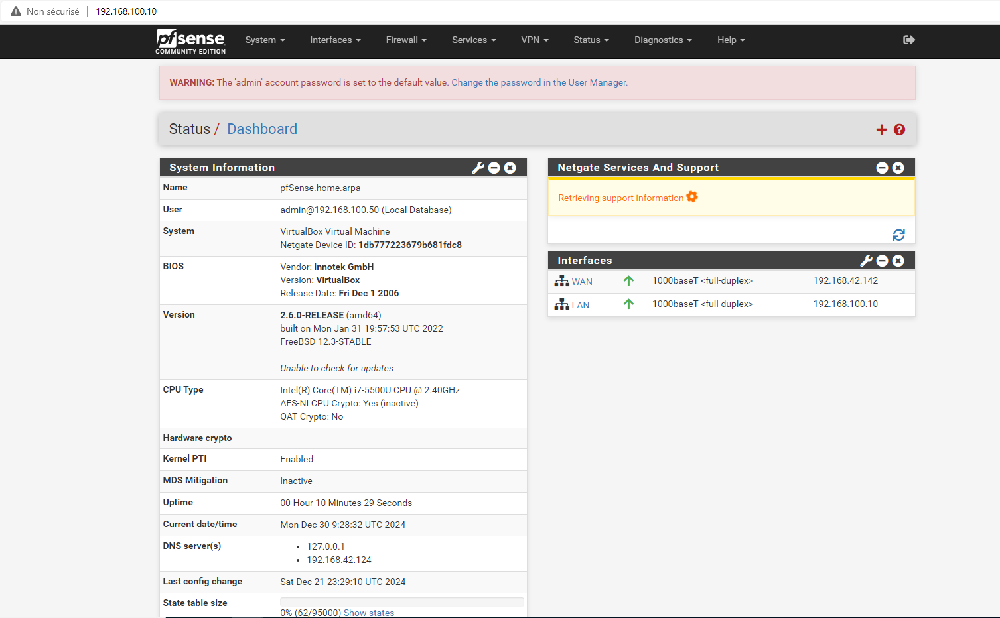 Non sécurisé | 192.168.100.10
pfsense
COMMUNITY EDITION
System Interfaces Firewall Services VPN Status Diagnostics Help
WARNING: The 'admin' account password is set to the default value. Change the password in the User Manager.
Status / Dashboard
System Information
Name pfSense.home.arpa
User admin@192.168.100.50 (Local Database)
System VirtualBox Virtual Machine
Netgate Device ID: 1db777223679b681fdc8
BIOS Vendor: innotek GmbH
Version: VirtualBox
Release Date: Fri Dec 1 2006
Version 2.6.0-RELEASE (amd64)
built on Mon Jan 31 19:57:53 UTC 2022
FreeBSD 12.3-STABLE
Unable to check for updates
CPU Type Intel(R) Core(TM) i7-5500U CPU @ 2.40GHz
AES-NI CPU Crypto: Yes (inactive)
QAT Crypto: No
Hardware crypto
Kernel PTI Enabled
MDS Mitigation Inactive
Uptime 00 Hour 10 Minutes 29 Seconds
Current date/time Mon Dec 30 9:28:32 UTC 2024
DNS server(s) • 127.0.0.1
• 192.168.42.124
Last config change Sat Dec 21 23:29:10 UTC 2024
State table size
0% (62/95000) Show states
Netgate Services And Support
Retrieving support information
Interfaces
WAN 1000baseT <full-duplex> 192.168.42.142
LAN 1000baseT <full-duplex> 192.168.100.10